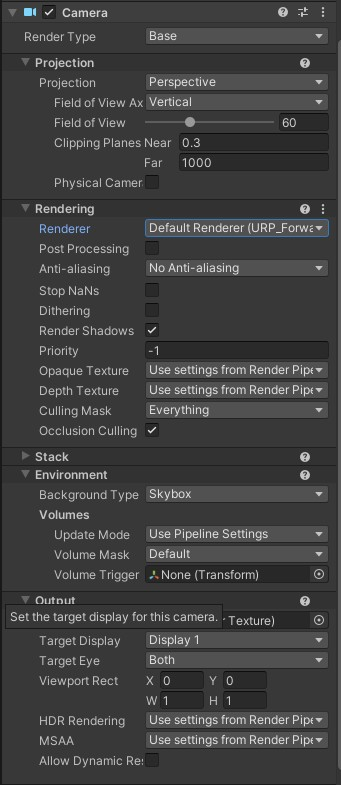 Camera
Render Type Base
Projection
Projection Perspective
Field of View Ax Vertical
Field of View 60
Clipping Planes Near 0.3
Far 1000
Physical Camer
Rendering
Renderer Default Renderer (URP_Forwa
Post Processing
Anti-aliasing No Anti-aliasing
Stop NaNs
Dithering
Render Shadows
Priority -1
Opaque Texture Use settings from Render Pipe
Depth Texture Use settings from Render Pipe
Culling Mask Everything
Occlusion Culling
Stack
Environment
Background Type Skybox
Volumes
Update Mode Use Pipeline Settings
Volume Mask Default
Volume Trigger None (Transform)
Output
Set the target display for this camera. r Texture)
Target Display Display 1
Target Eye Both
Viewport Rect X 0 Y 0
W 1 H 1
HDR Rendering Use settings from Render Pipe
MSAA Use settings from Render Pipe
Allow Dynamic Res